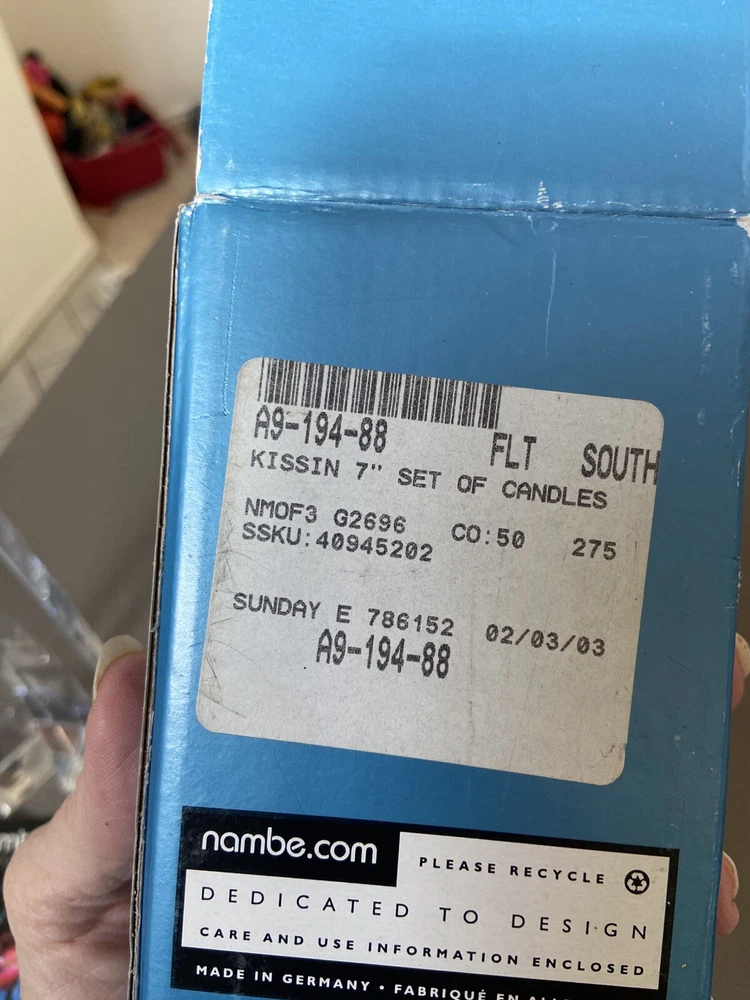 A9-194-88 FLT SOUTH
KISSIN 7" SET OF CANDLES
NMOF3 G2696 CO:50 275
SSKU:40945202
SUNDAY E 786152 02/03/03
A9-194-88
nambe.com
PLEASE RECYCLE
DEDICATED TO DESIGN
CARE AND USE INFORMATION ENCLOSED
MADE IN GERMANY • FABRIQUÉ EN